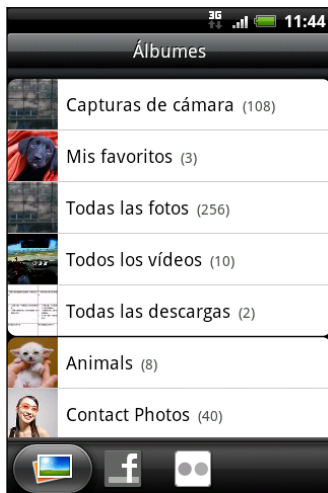 3G 11:44
Álbumes
Capturas de cámara (108)
Mis favoritos (3)
Todas las fotos (256)
Todos los vídeos (10)
Todas las descargas (2)
Animals (8)
Contact Photos (40)
f